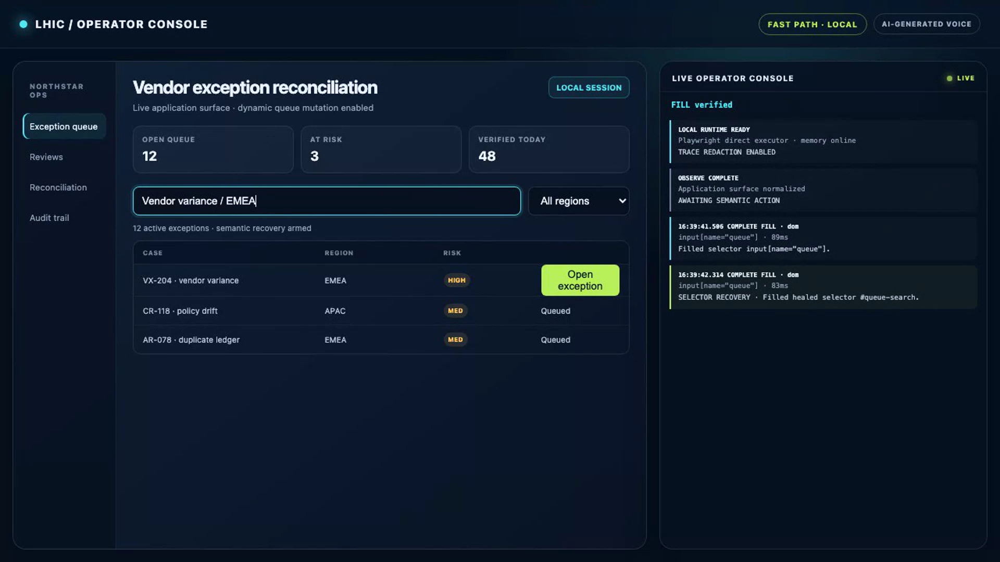 LHIC / OPERATOR CONSOLE
FAST PATH · LOCAL
AI-GENERATED VOICE
NORTHSTAR
OPS
Exception queue
Reviews
Reconciliation
Audit trail
Vendor exception reconciliation
LOCAL SESSION
Live application surface · dynamic queue mutation enabled
OPEN QUEUE
12
AT RISK
3
VERIFIED TODAY
48
Vendor variance / EMEA
All regions
12 active exceptions · semantic recovery armed
CASE REGION RISK
VX-204 · vendor variance EMEA HIGH Open
exception
CR-118 · policy drift APAC MED Queued
AR-078 · duplicate ledger EMEA MED Queued
LIVE OPERATOR CONSOLE
LIVE
FILL verified
LOCAL RUNTIME READY
Playwright direct executor · memory online
TRACE REDACTION ENABLED
OBSERVE COMPLETE
Application surface normalized
AWAITING SEMANTIC ACTION
16:39:41.506 COMPLETE FILL · dom
input[name="queue"] · 89ms
Filled selector input[name="queue"].
16:39:42.314 COMPLETE FILL · dom
input[name="queue"] · 83ms
SELECTOR RECOVERY · Filled healed selector #queue-search.